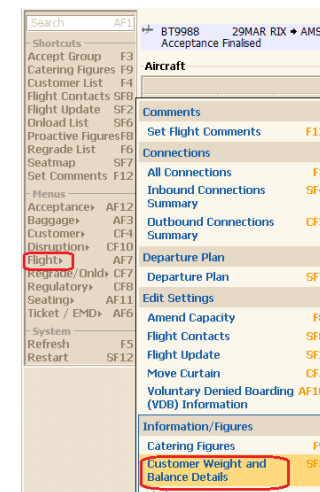 Search AF1
Shortcuts
Accept Group F3
Catering Figures F9
Customer List F4
Flight Contacts SF8
Flight Update SF2
Onload List SF6
Proactive FiguresF8
Regrade List F6
Seatmap SF7
Set Comments F12
Menus
Acceptance AF12
Baggage AF3
Customer CF4
Disruption CF10
Flight AF7
Regrade/Onld CF7
Regulatory CF8
Seating AF11
Ticket / EMD AF6
System
Refresh F5
Restart SF12
BT9988 29MAR RIX → AMS
Acceptance Finalised
Aircraft
Comments
Set Flight Comments
Connections
All Connections
Inbound Connections
Summary
Outbound Connections
Summary
Departure Plan
Departure Plan
Edit Settings
Amend Capacity
Flight Contacts
Flight Update
Move Curtain
Voluntary Denied Boarding
(VDB) Information
Information/Figures
Catering Figures
Customer Weight and
Balance Details